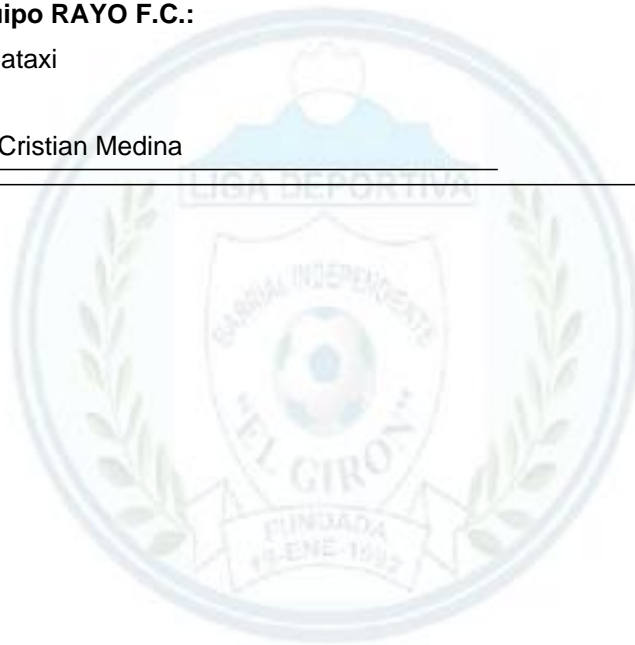 uipo RAYO F.C.:
ataxi
Cristian Medina
LIGA DEPORTIVA
BARRIAL INDEPENDIENTE
"EL GIRON"
FUNDADA